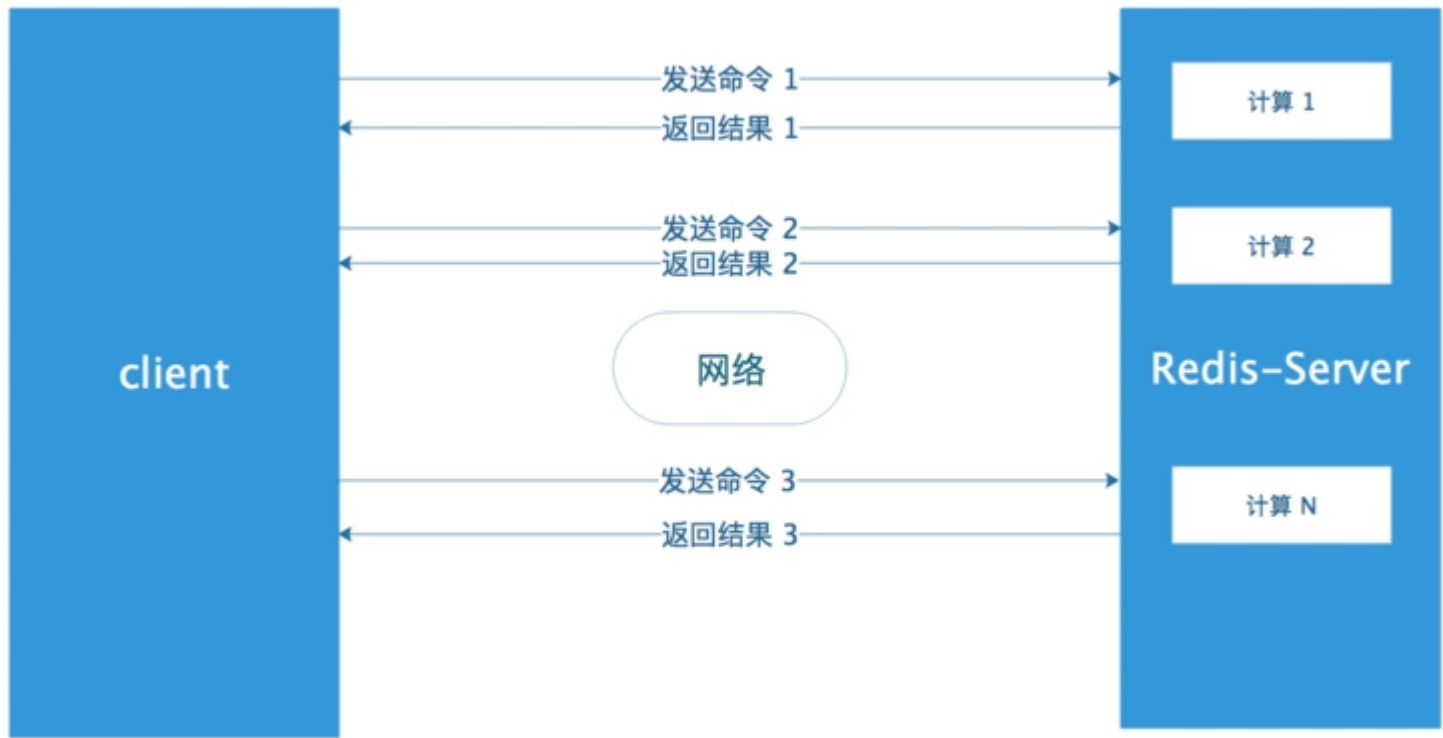 发送命令 1
计算 1
返回结果 1
发送命令 2
计算 2
返回结果 2
client
网络
Redis-Server
发送命令 3
计算 N
返回结果 3